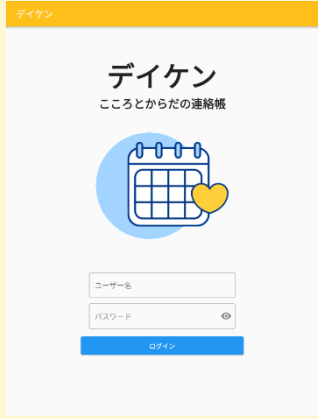 デイケン
デイケン
こころとからだの連絡帳
ユーザー名
パスワード
ログイン